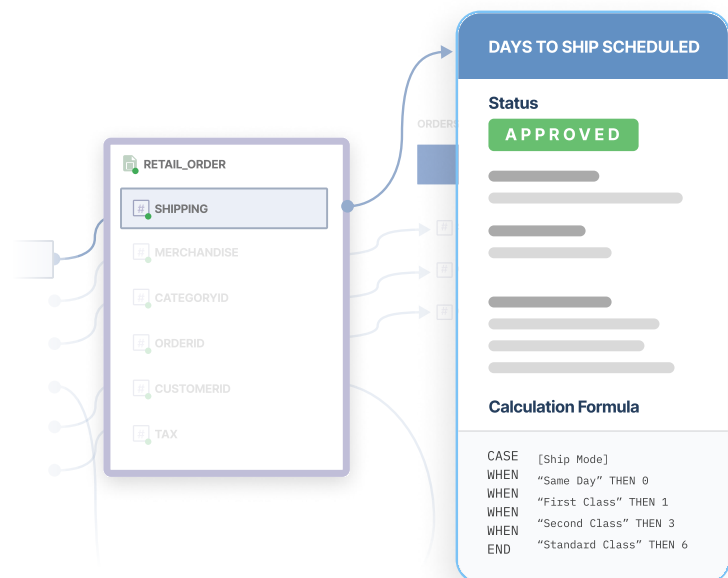 DAYS TO SHIP SCHEDULED
Status
APPROVED
ORDERS
RETAIL_ORDER
# SHIPPING
# MERCHANDISE
# CATEGORYID
# ORDERID
# CUSTOMERID
# TAX
#
#
#
Calculation Formula
CASE [Ship Mode]
WHEN “Same Day” THEN 0
WHEN “First Class” THEN 1
WHEN “Second Class” THEN 3
WHEN “Standard Class” THEN 6
END